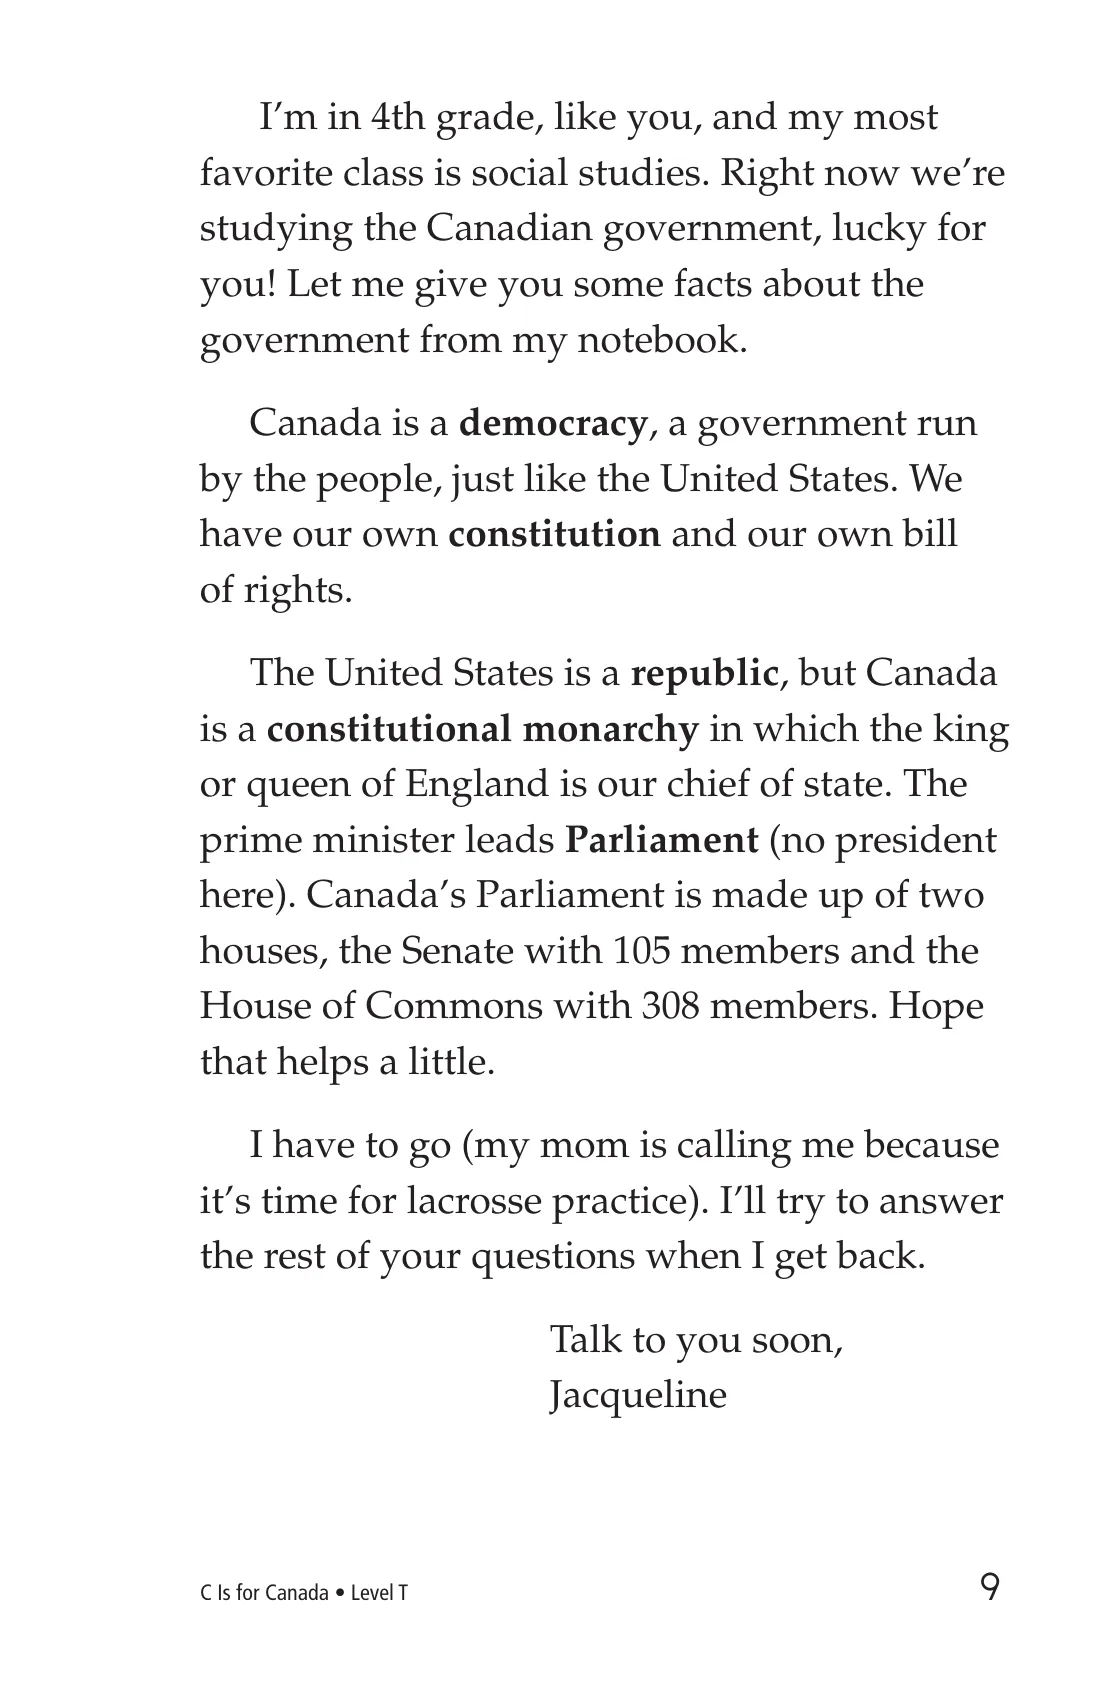 I’m in 4th grade, like you, and my most
favorite class is social studies. Right now we’re
studying the Canadian government, lucky for
you! Let me give you some facts about the
government from my notebook.
Canada is a democracy, a government run
by the people, just like the United States. We
have our own constitution and our own bill
of rights.
The United States is a republic, but Canada
is a constitutional monarchy in which the king
or queen of England is our chief of state. The
prime minister leads Parliament (no president
here). Canada’s Parliament is made up of two
houses, the Senate with 105 members and the
House of Commons with 308 members. Hope
that helps a little.
I have to go (my mom is calling me because
it’s time for lacrosse practice). I’ll try to answer
the rest of your questions when I get back.
Talk to you soon,
Jacqueline
C Is for Canada • Level T 9